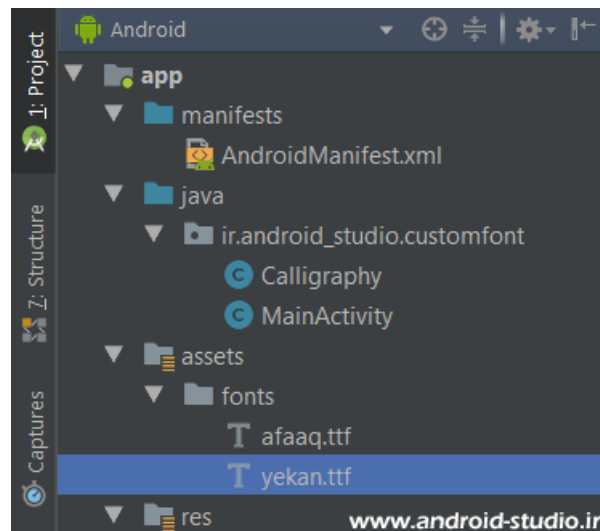 Android
1: Project
7: Structure
Captures
app
manifests
AndroidManifest.xml
java
ir.android_studio.customfont
C Calligraphy
C MainActivity
assets
fonts
T afaaq.ttf
T yekan.ttf
res
www.android-studio.ir